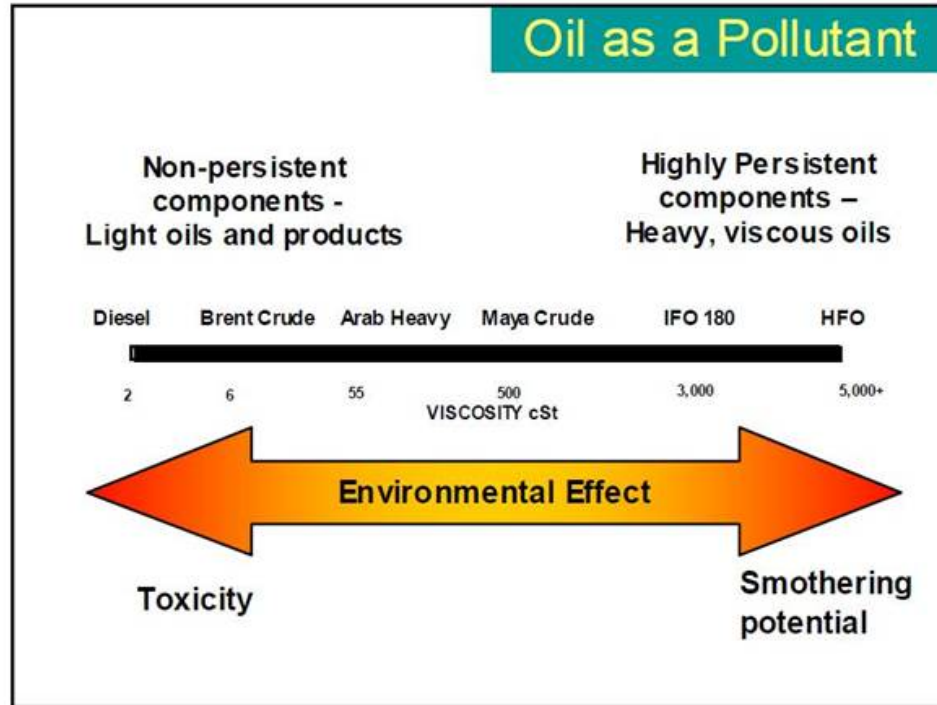 Oil as a Pollutant
Non-persistent
components -
Light oils and products
Highly Persistent
components –
Heavy, viscous oils
Diesel Brent Crude Arab Heavy Maya Crude IFO 180 HFO
2 6 55 500 3,000 5,000+
VISCOSITY cSt
Environmental Effect
Toxicity
Smothering
potential